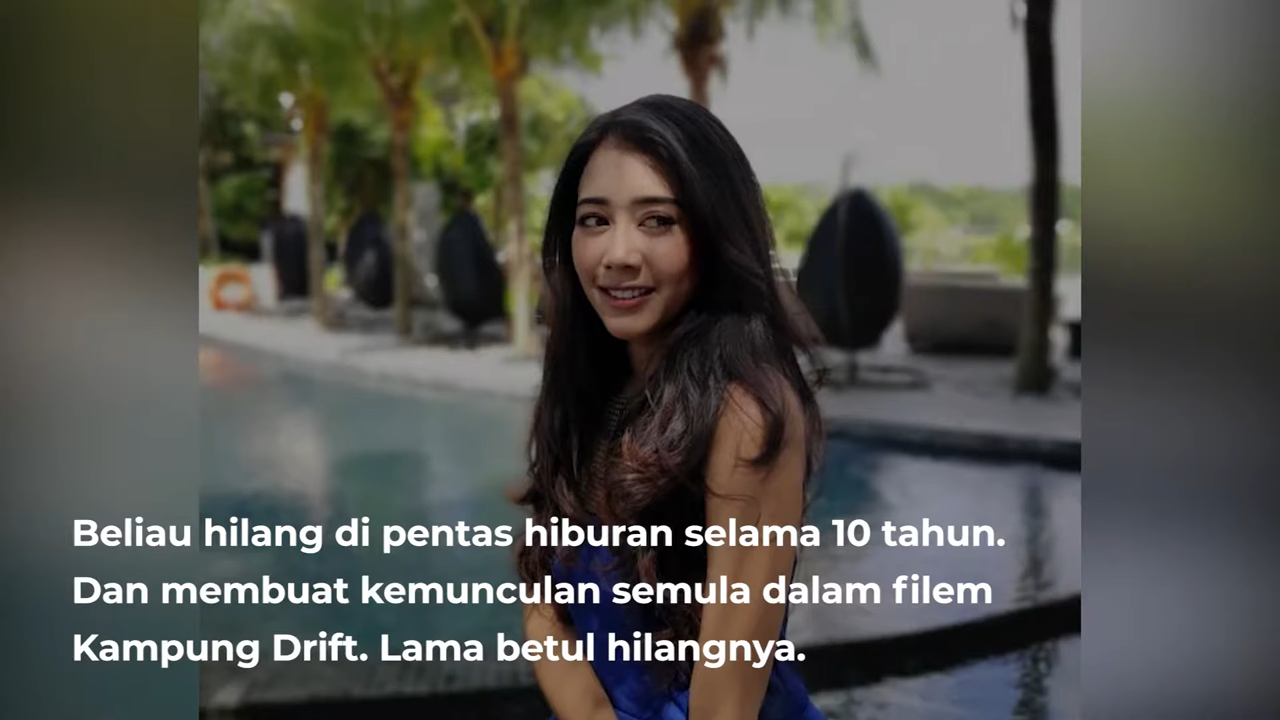 Beliau hilang di pentas hiburan selama 10 tahun.
Dan membuat kemunculan semula dalam filem
Kampung Drift. Lama betul hilangnya.